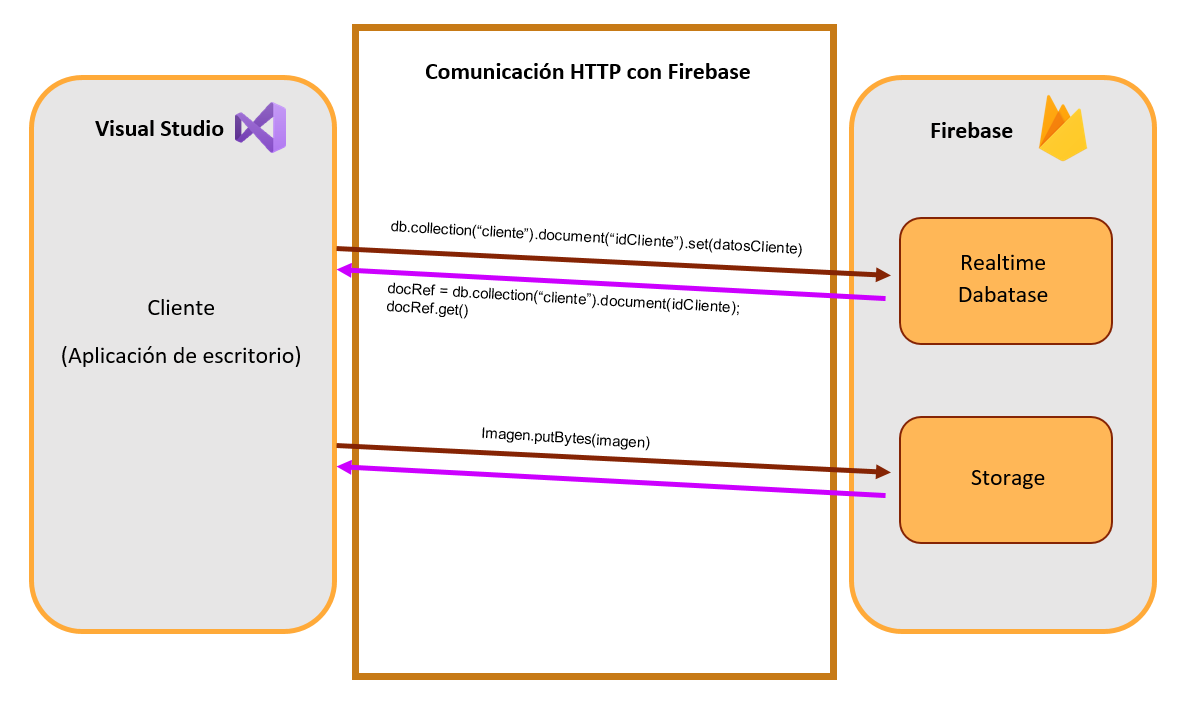 Comunicación HTTP con Firebase
Visual Studio
Cliente
(Aplicación de escritorio)
db.collection(“cliente”).document(“idCliente”).set(datosCliente)
docRef = db.collection(“cliente”).document(idCliente);
docRef.get()
Imagen.putBytes(imagen)
Firebase
Realtime
Dabatase
Storage